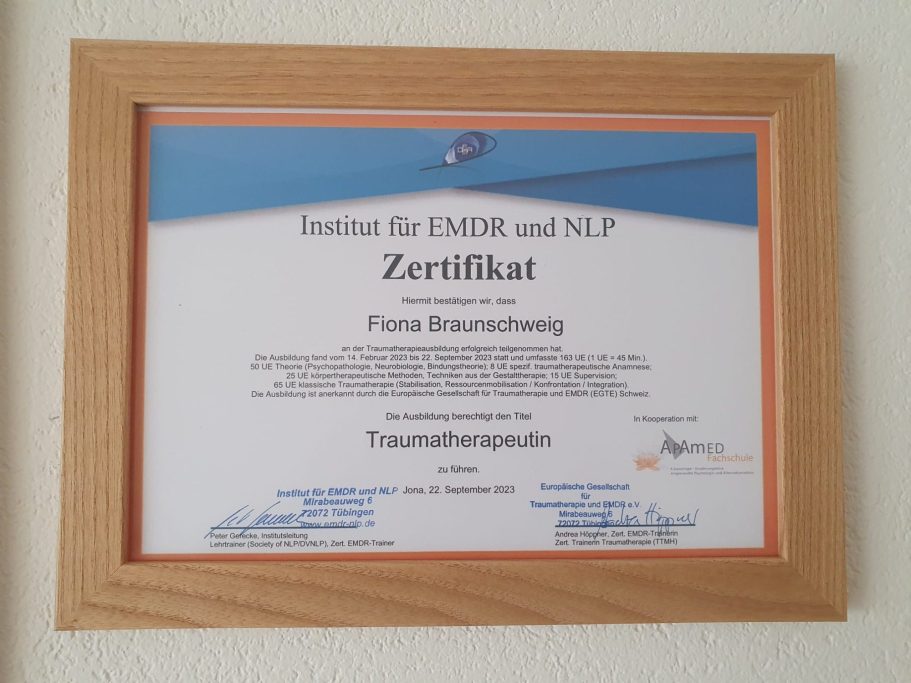 Institut für EMDR und NLP
Zertifikat
Hiermit bestätigen wir, dass
Fiona Braunschweig
an der Traumatherapieausbildung erfolgreich teilgenommen hat.
Die Ausbildung fand vom 14. Februar 2023 bis 22. September 2023 statt und umfasste 163 UE (1 UE = 45 Min.).
50 UE Theorie (Psychopathologie, Neurobiologie, Bindungstheorie); 8 UE spezif. traumatherapeutische Anamnese;
25 UE körpertherapeutische Methoden, Techniken aus der Gestalttherapie; 15 UE Supervision;
65 UE klassische Traumatherapie (Stabilisation, Ressourcenmobilisation / Konfrontation / Integration).
Die Ausbildung ist anerkannt durch die Europäische Gesellschaft für Traumatherapie und EMDR (EGTE) Schweiz.
Die Ausbildung berechtigt den Titel
Traumatherapeutin
zu führen.
In Kooperation mit:
APAMED
Fachschule
Jona, 22. September 2023
Institut für EMDR und NLP
Mirabeauweg 6
72072 Tübingen
www.emdr-nlp.de
Peter Gerecke, Institutsleitung
Lehrtrainer (Society of NLP/DVNLP), Zert. EMDR-Trainer
Europäische Gesellschaft
für
Traumatherapie und EMDR e.V.
Mirabeauweg 6
72072 Tübingen
Andrea Höppner, Zert. EMDR-Trainerin
Zert. Trainerin Traumatherapie (TTMH)